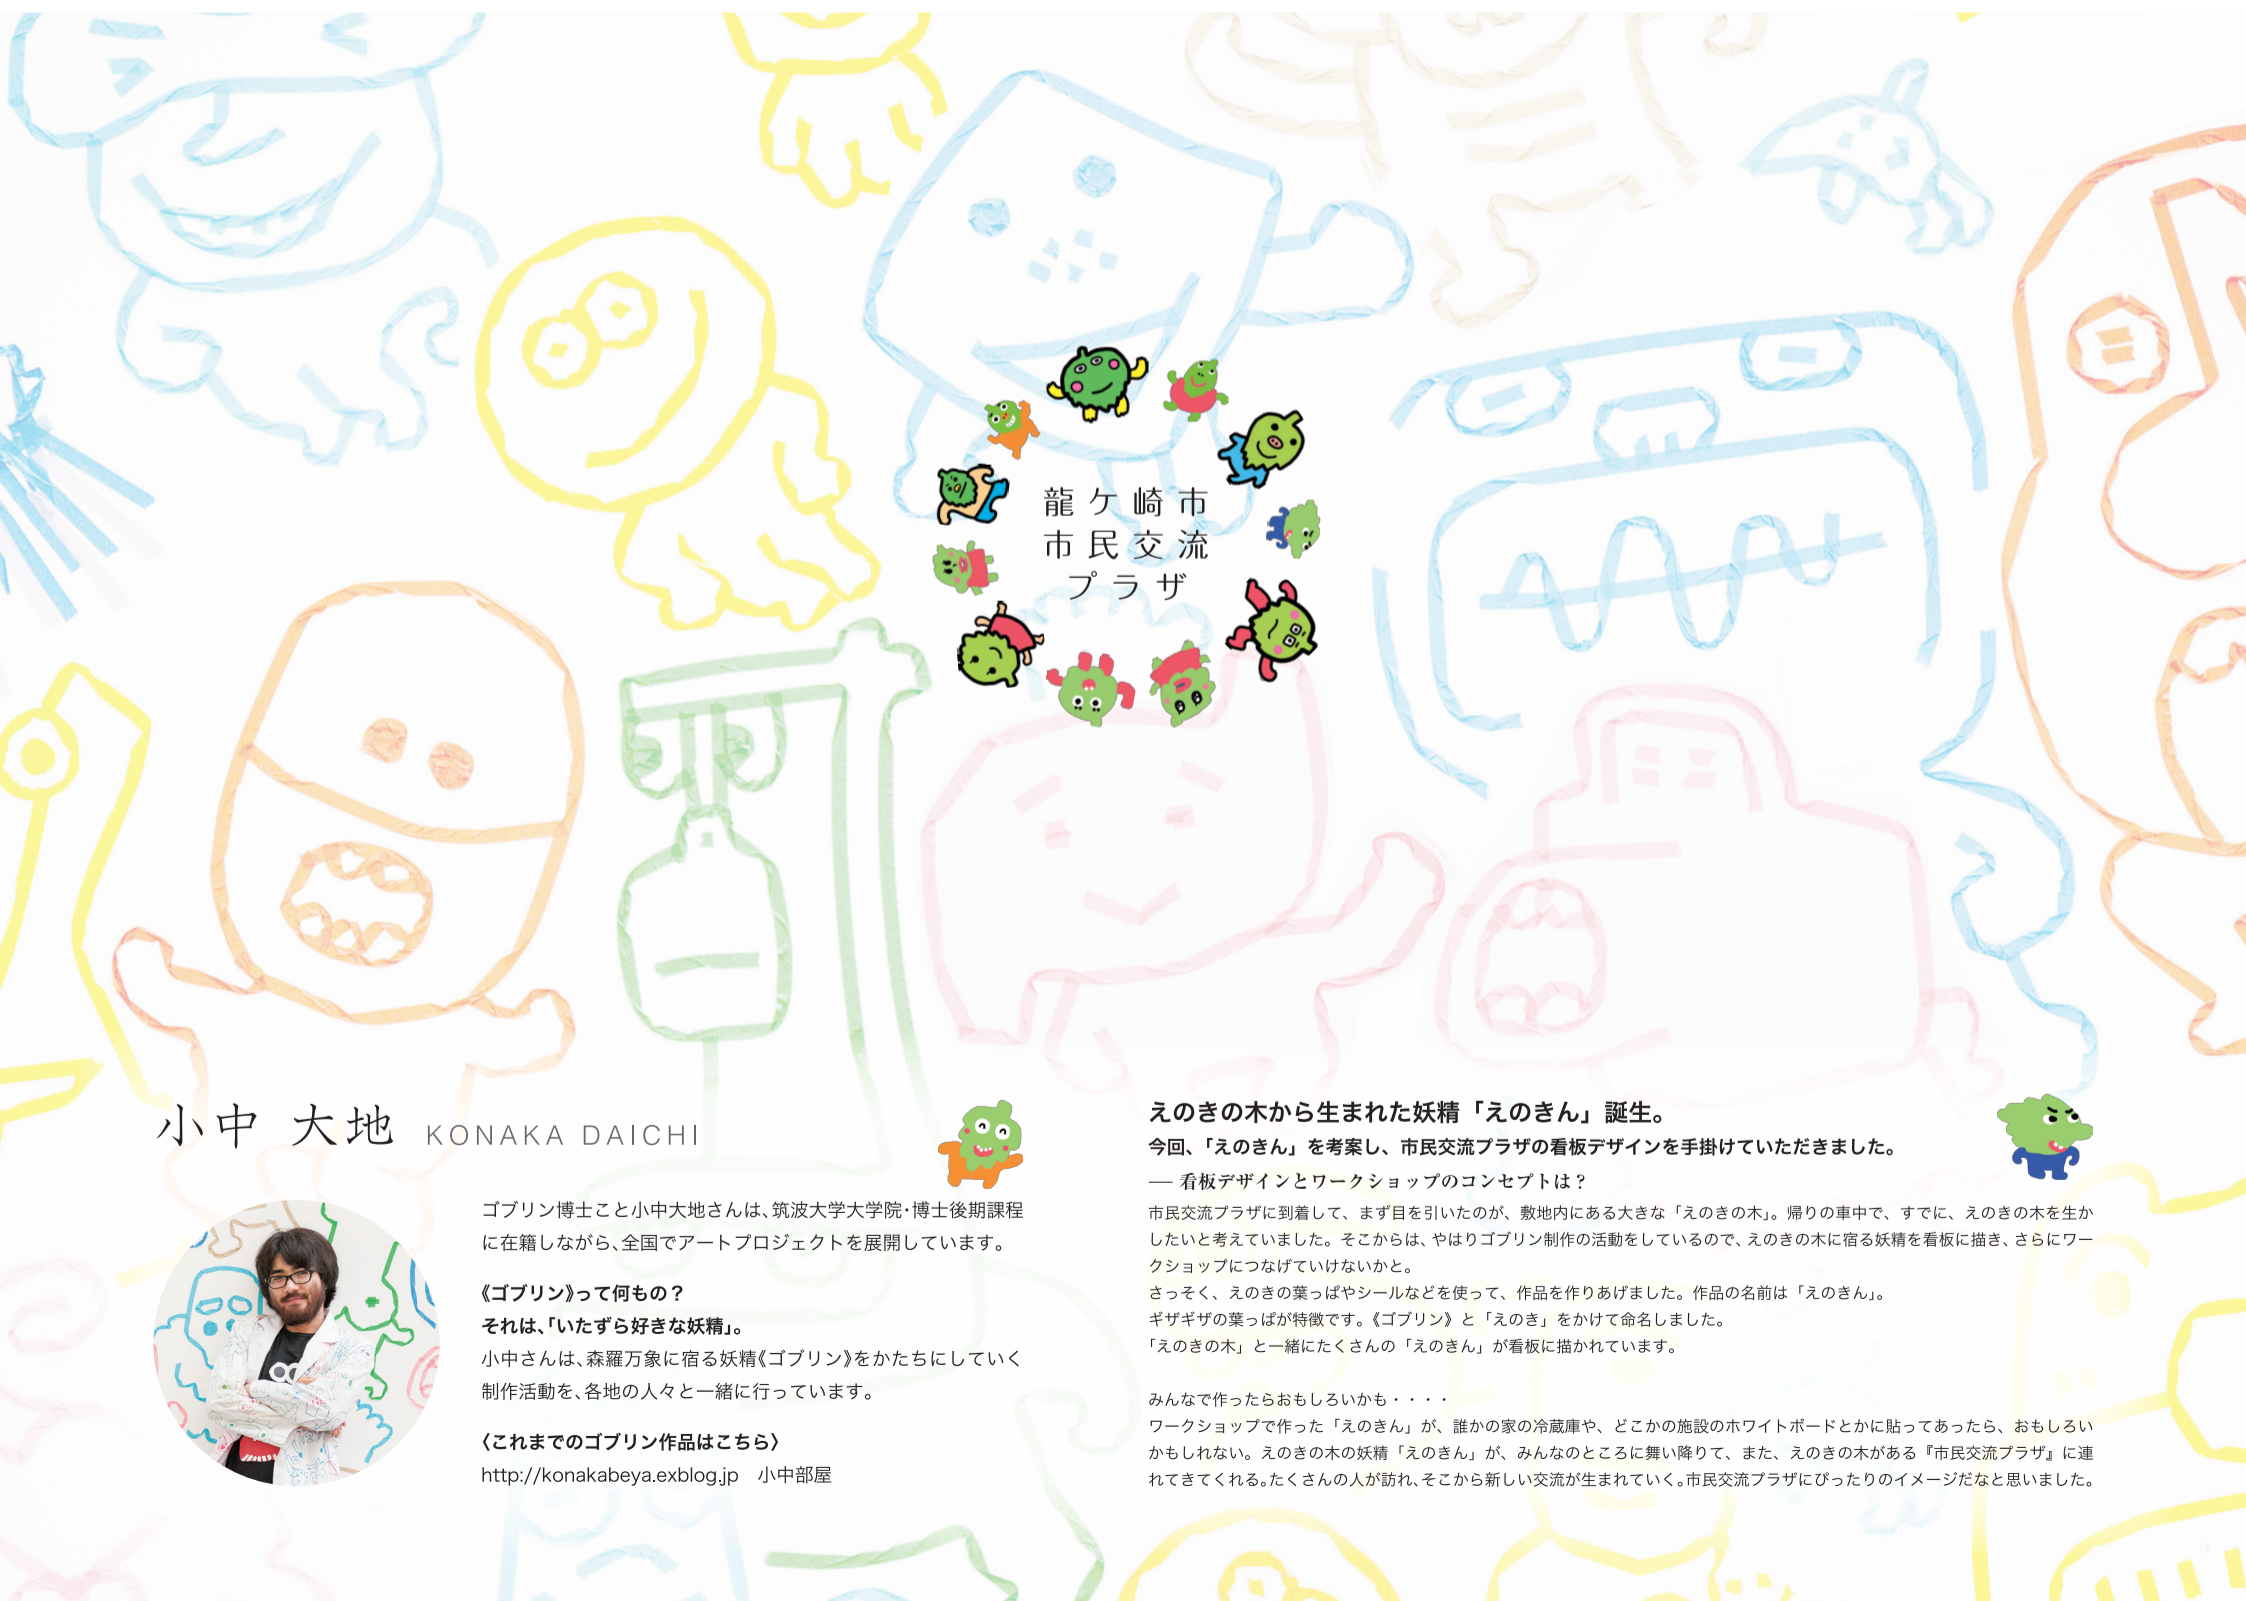 龍ケ崎市
市民交流
プラザ
小中 大地 KONAKA DAICHI
ゴブリン博士こと小中大地さんは、筑波大学大学院・博士後期課程
に在籍しながら、全国でアートプロジェクトを展開しています。
《ゴブリン》って何もの？
それは、「いたずら好きな妖精」。
小中さんは、森羅万象に宿る妖精《ゴブリン》をかたちにしていく
制作活動を、各地の人々と一緒に行っています。
〈これまでのゴブリン作品はこちら〉
http://konakabeya.exblog.jp　小中部屋
えのきの木から生まれた妖精「えのきん」誕生。
今回、「えのきん」を考案し、市民交流プラザの看板デザインを手掛けていただきました。
― 看板デザインとワークショップのコンセプトは？
市民交流プラザに到着して、まず目を引いたのが、敷地内にある大きな「えのきの木」。帰りの車中で、すでに、えのきの木を生か
したいと考えていました。そこからは、やはりゴブリン制作の活動をしているので、えのきの木に宿る妖精を看板に描き、さらにワー
クショップにつなげていけないかと。
さっそく、えのきの葉っぱやシールなどを使って、作品を作りあげました。作品の名前は「えのきん」。
ギザギザの葉っぱが特徴です。《ゴブリン》と「えのき」をかけて命名しました。
「えのきの木」と一緒にたくさんの「えのきん」が看板に描かれています。
みんなで作ったらおもしろいかも・・・・
ワークショップで作った「えのきん」が、誰かの家の冷蔵庫や、どこかの施設のホワイトボードとかに貼ってあったら、おもしろい
かもしれない。えのきの木の妖精「えのきん」が、みんなのところに舞い降りて、また、えのきの木がある『市民交流プラザ』に連
れてきてくれる。たくさんの人が訪れ、そこから新しい交流が生まれていく。市民交流プラザにぴったりのイメージだなと思いました。